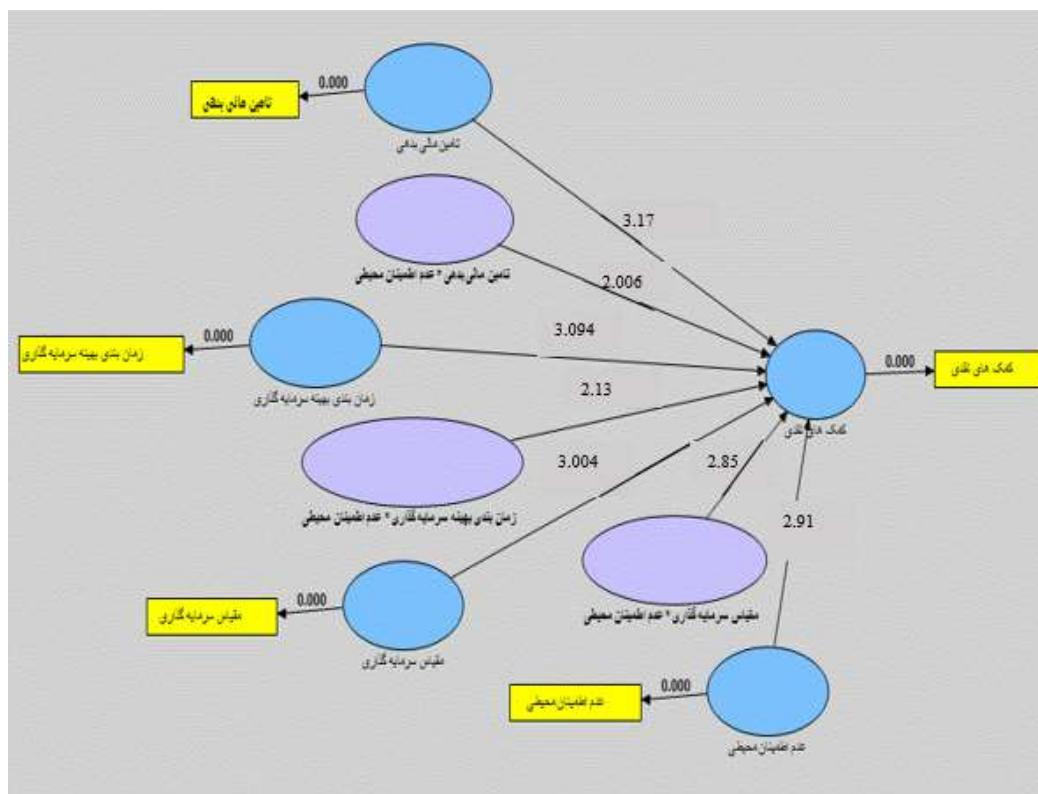 0.000
تامین مالی بدهی
تامین مالی بدهی
3.17
تامین مالی بدهی * عدم اطمینان محیطی
2.006
0.000
زمان بندی بهینه سرمایه گذاری
زمان بندی بهینه سرمایه گذاری
3.094
0.000
کمک های نقدی
کمک های نقدی
2.13
زمان بندی بهینه سرمایه گذاری * عدم اطمینان محیطی
3.004
2.85
2.91
مقیاس سرمایه گذاری * عدم اطمینان محیطی
0.000
مقیاس سرمایه گذاری
مقیاس سرمایه گذاری
0.000
عدم اطمینان محیطی
عدم اطمینان محیطی